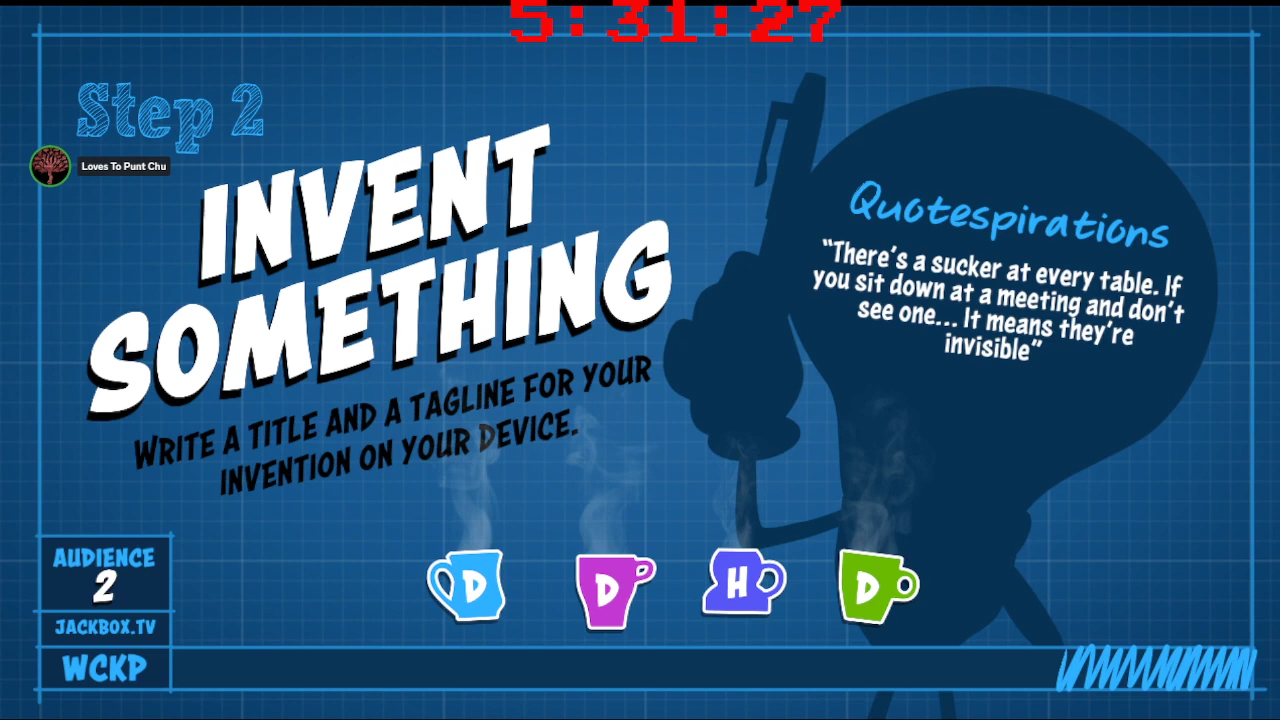 5:31:27
Step 2
Loves To Punt Chu
INVENT
SOMETHING
WRITE A TITLE AND A TAGLINE FOR YOUR
INVENTION ON YOUR DEVICE.
Quotespirations
“There’s a sucker at every table. If
you sit down at a meeting and don’t
see one... It means they’re
invisible”
D
D
H
D
AUDIENCE
2
JACKBOX.TV
WCKP